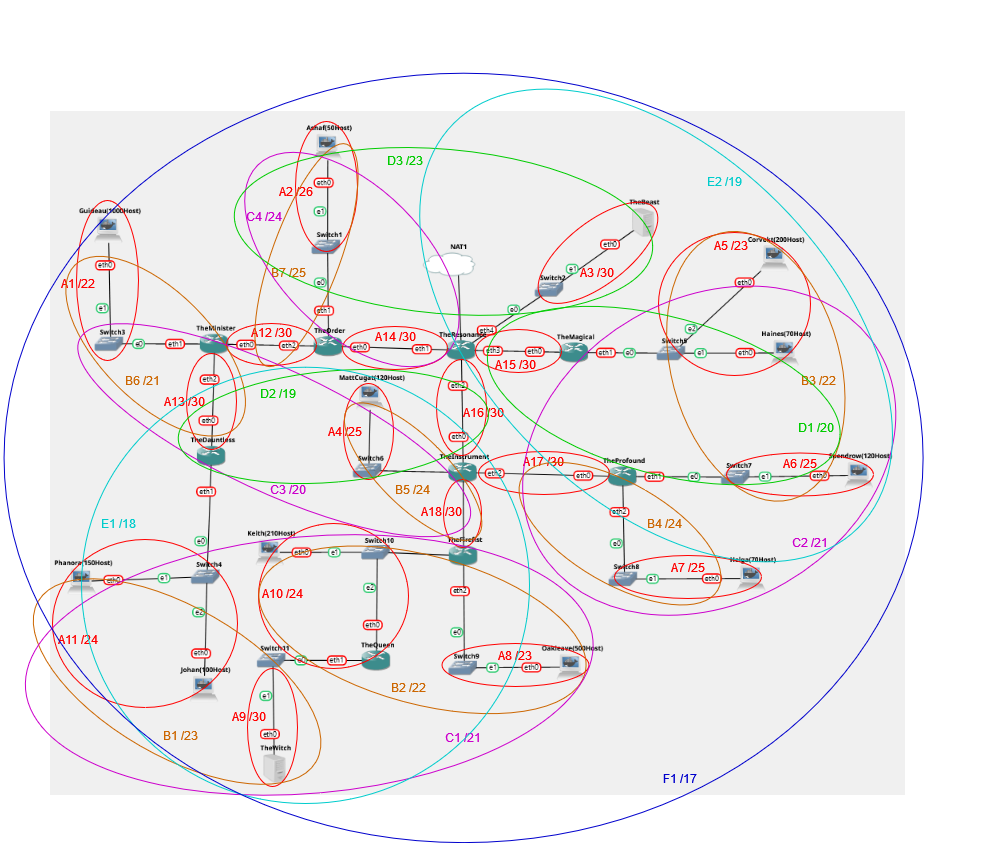 E2 /19
Ashaf(50Host)
D3 /23
A2 /26
eth0
C4 /24
e1
Switch1
Guideau(1000Host)
TheBeast
eth0
A5 /23
Corvokt(200Host)
NAT1
eth0
A1 /22
B7 /25
e1
A3 /30
Switch2
eth0
e0
e1
e0
eth1
eth4
e2
Switch3
e0
eth1
TheMinister
eth0
A12 /30
eth2
TheOrder
eth0
A14 /30
eth1
TheResonance
eth3
eth0
A15 /30
TheMagical
eth1
e0
Switch5
e1
eth0
Haines(70Host)
B6 /21
eth2
A13 /30
eth0
D2 /19
MattCugat(120Host)
eth2
A16 /30
eth0
B3 /22
TheDauntless
A4 /25
Switch6
TheInstrument
eth2
A17 /30
eth0
TheProfound
eth1
e0
Switch7
e1
A6 /25
eth0
D1 /20
eth1
C3 /20
B5 /24
A18 /30
eth2
B4 /24
E1 /18
e0
Keith(210Host)
eth0
e1
Switch10
TheFirefist
e0
C2 /21
Phanora(150Host)
eth0
e1
Switch4
e2
eth2
Switch8
e1
A7 /25
eth0
Helga(70Host)
A10 /24
e2
A11 /24
eth0
eth0
e0
Switch11
e0
eth1
TheQueen
Switch9
e1
A8 /23
eth0
Oakleave(500Host)
Johan(100Host)
B2 /22
e1
A9 /30
eth0
B1 /23
C1 /21
TheWitch
F1 /17